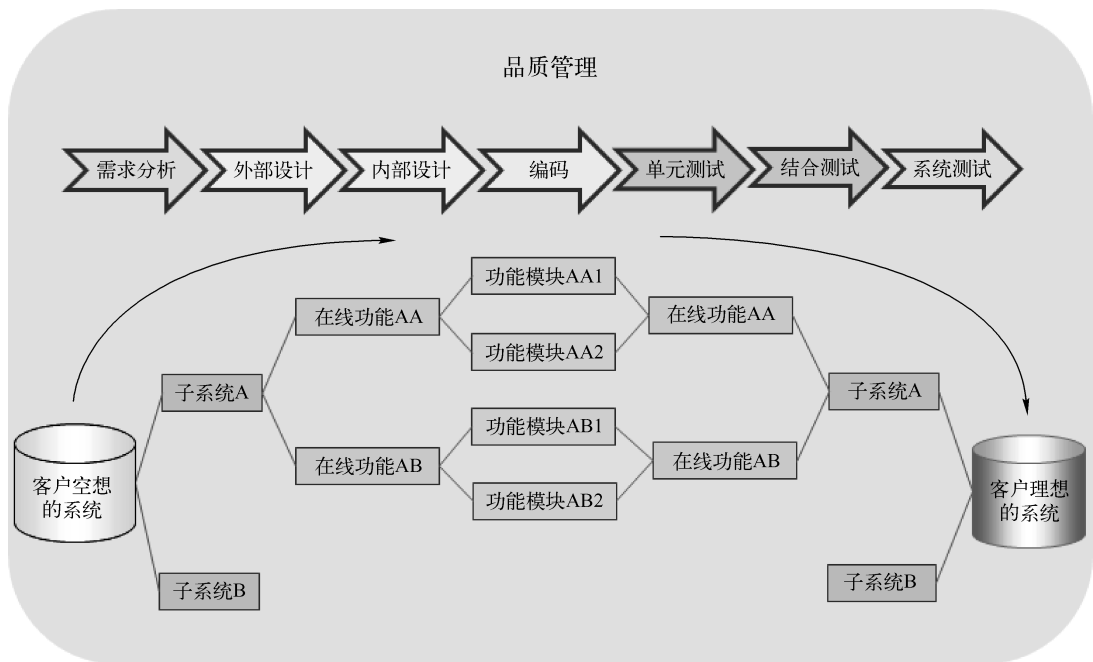 品质管理
需求分析
外部设计
内部设计
编码
单元测试
结合测试
系统测试
功能模块AA1
在线功能AA
在线功能AA
功能模块AA2
子系统A
子系统A
功能模块AB1
在线功能AB
在线功能AB
功能模块AB2
客户空想
的系统
客户理想
的系统
子系统B
子系统B